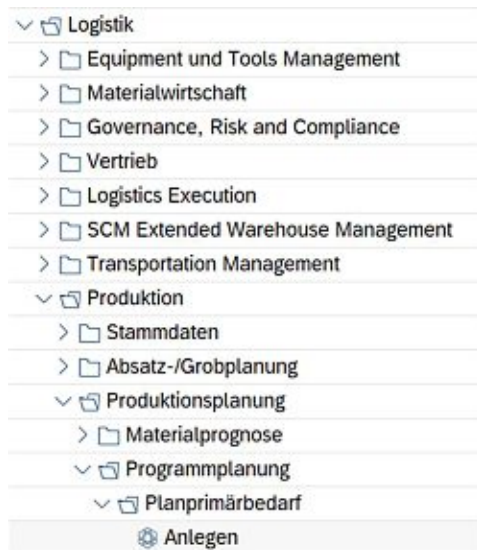 Logistik
Equipment und Tools Management
Materialwirtschaft
Governance, Risk and Compliance
Vertrieb
Logistics Execution
SCM Extended Warehouse Management
Transportation Management
Produktion
Stammdaten
Absatz-/Grobplanung
Produktionsplanung
Materialprognose
Programmplanung
Planprimärbedarf
Anlegen